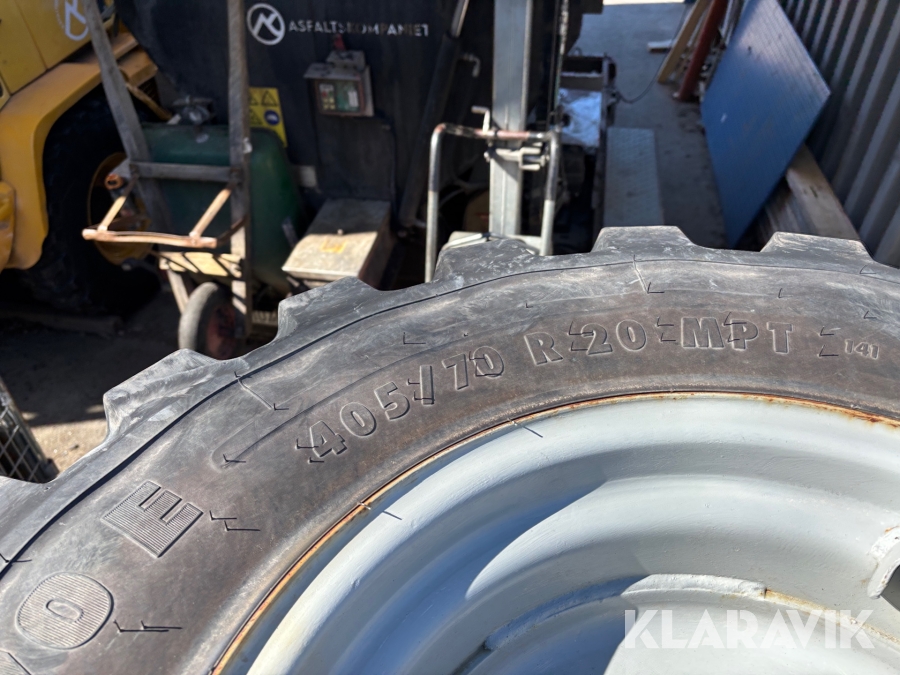 ASFALTSKOMPANIET
405/70 R 20 MPT 141
KLARAVIK